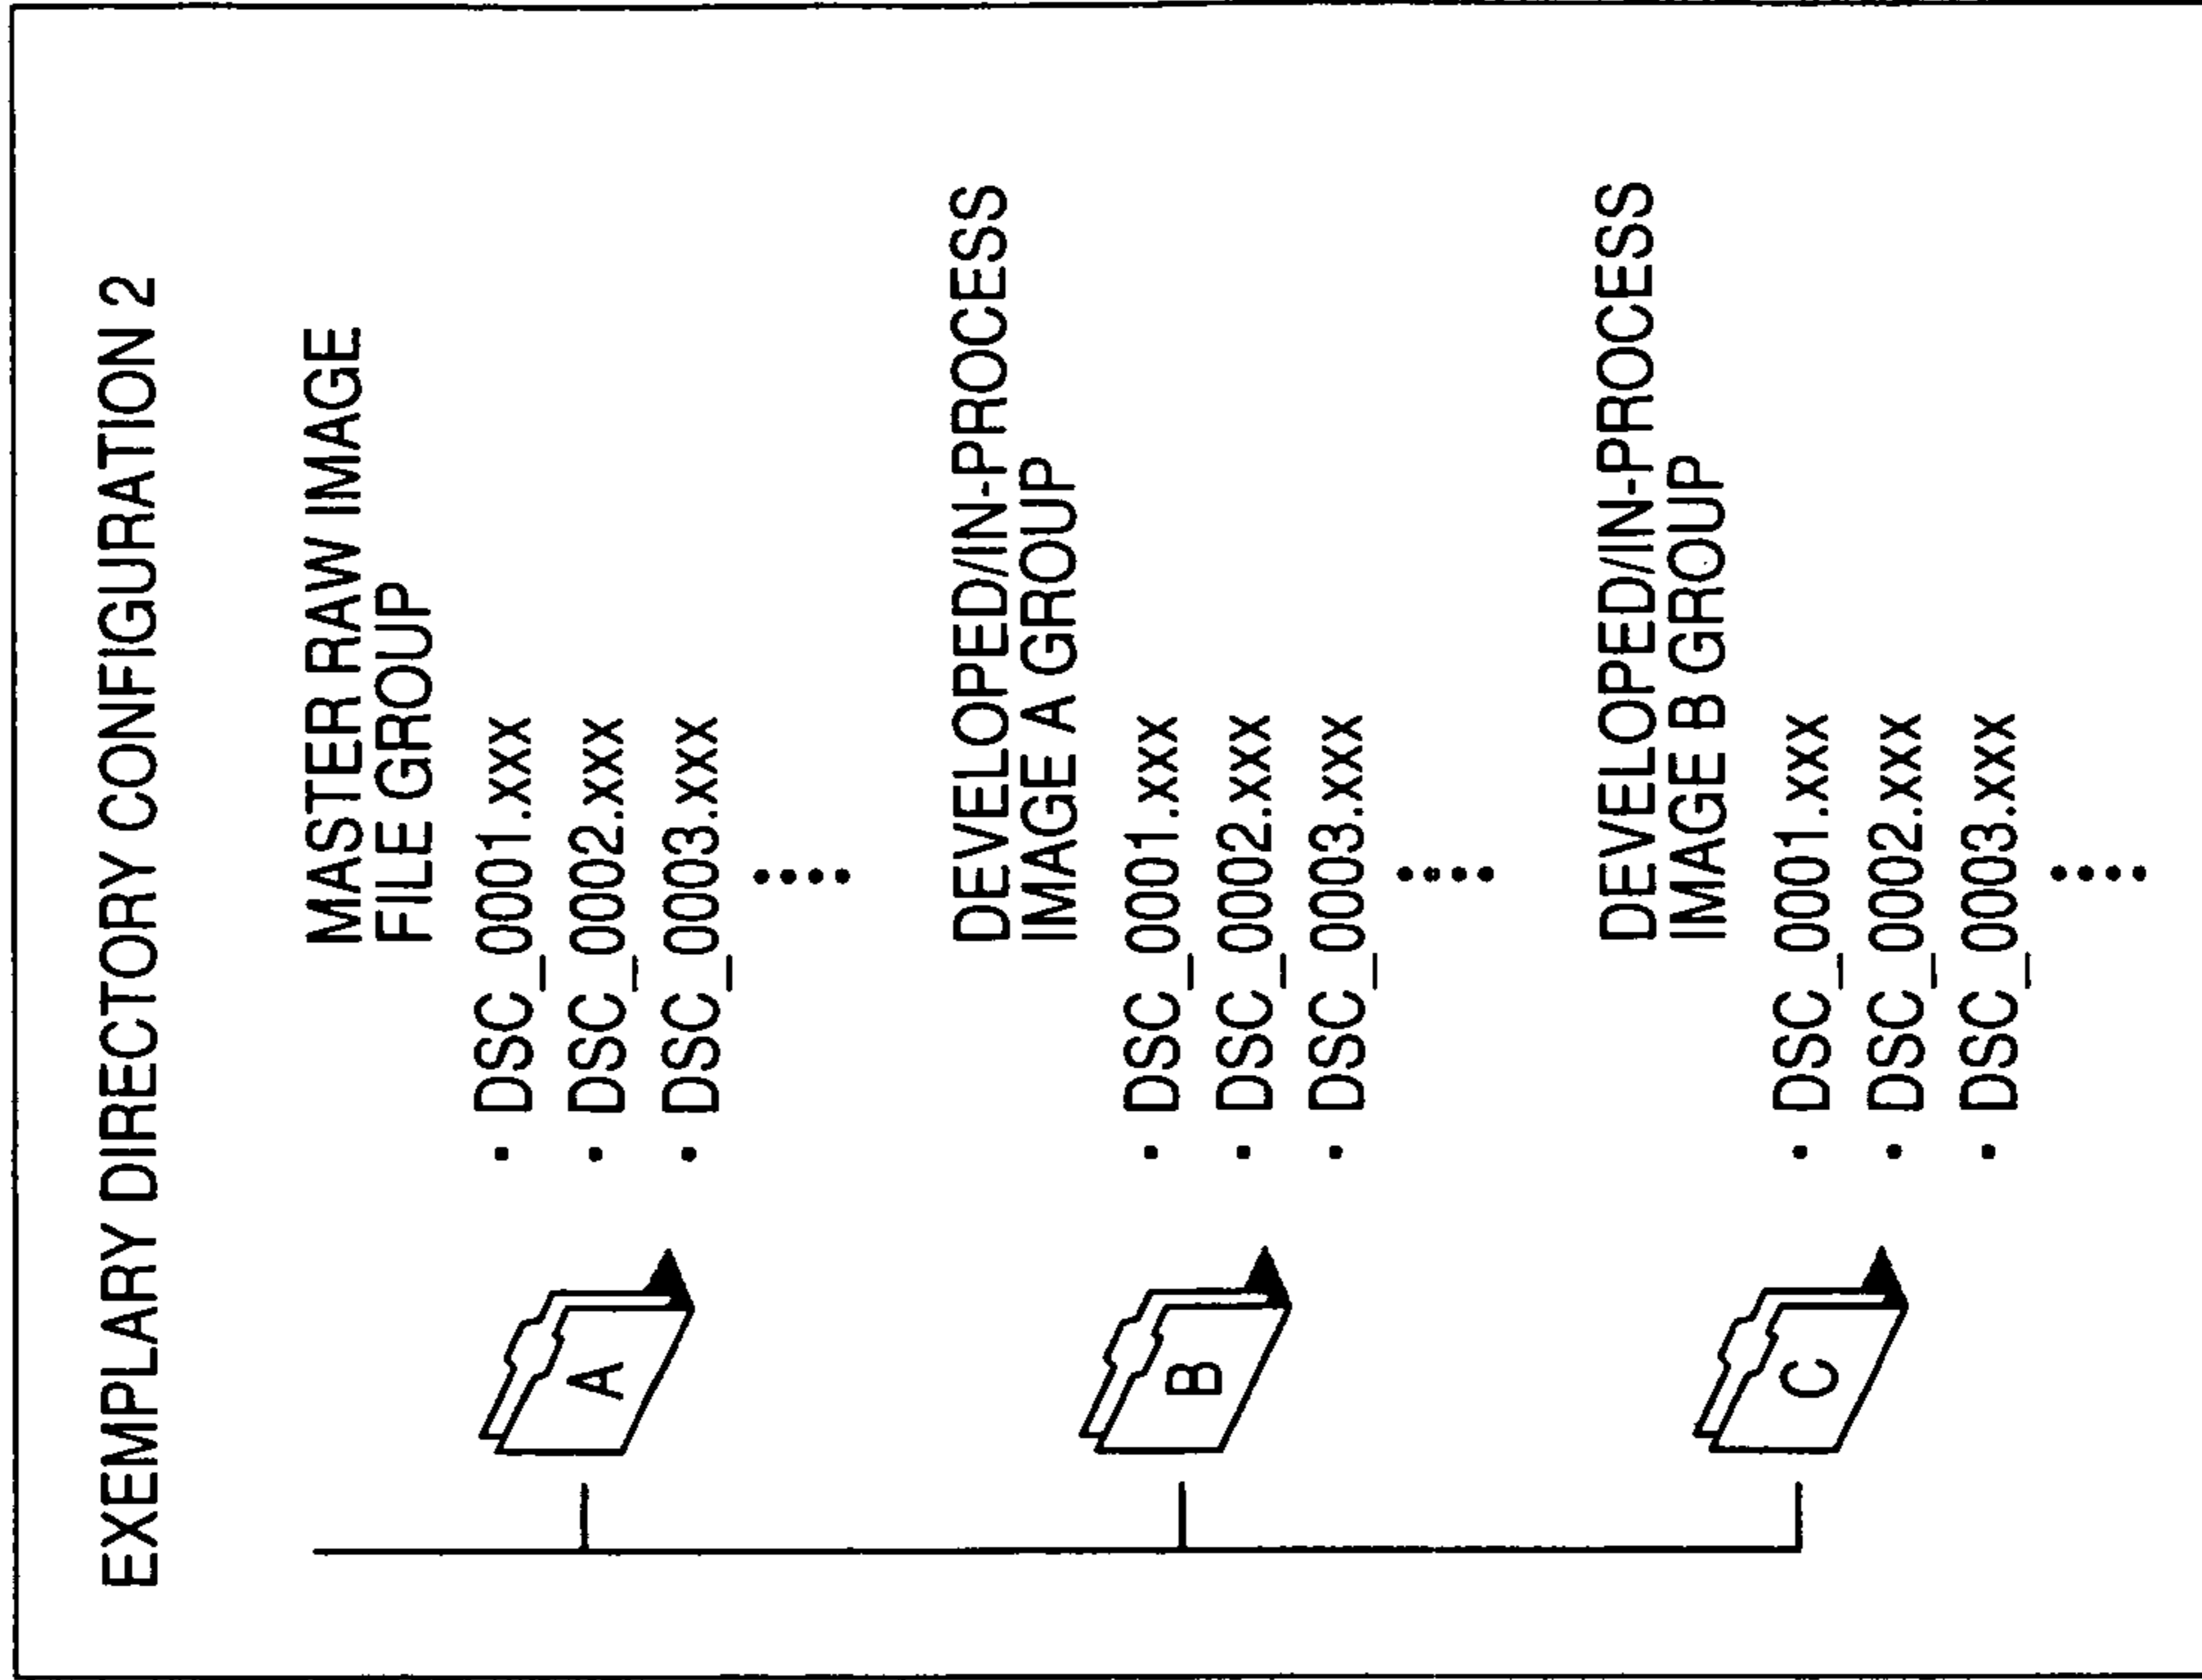 EXEMPLARY DIRECTORY CONFIGURATION 2
MASTER RAW IMAGE
FILE GROUP
A
• DSC_0001.xxx
• DSC_0002.xxx
• DSC_0003.xxx
••••
DEVELOPED/IN-PROCESS
IMAGE A GROUP
B
• DSC_0001.xxx
• DSC_0002.xxx
• DSC_0003.xxx
••••
DEVELOPED/IN-PROCESS
IMAGE B GROUP
C
• DSC_0001.xxx
• DSC_0002.xxx
• DSC_0003.xxx
••••